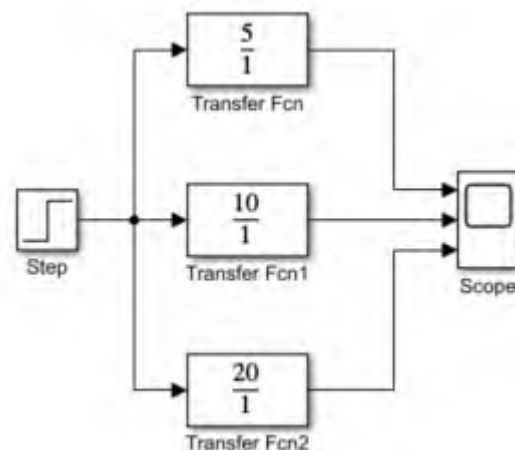 5
1
Transfer Fcn
10
1
Transfer Fcn1
Step
Scope
20
1
Transfer Fcn2